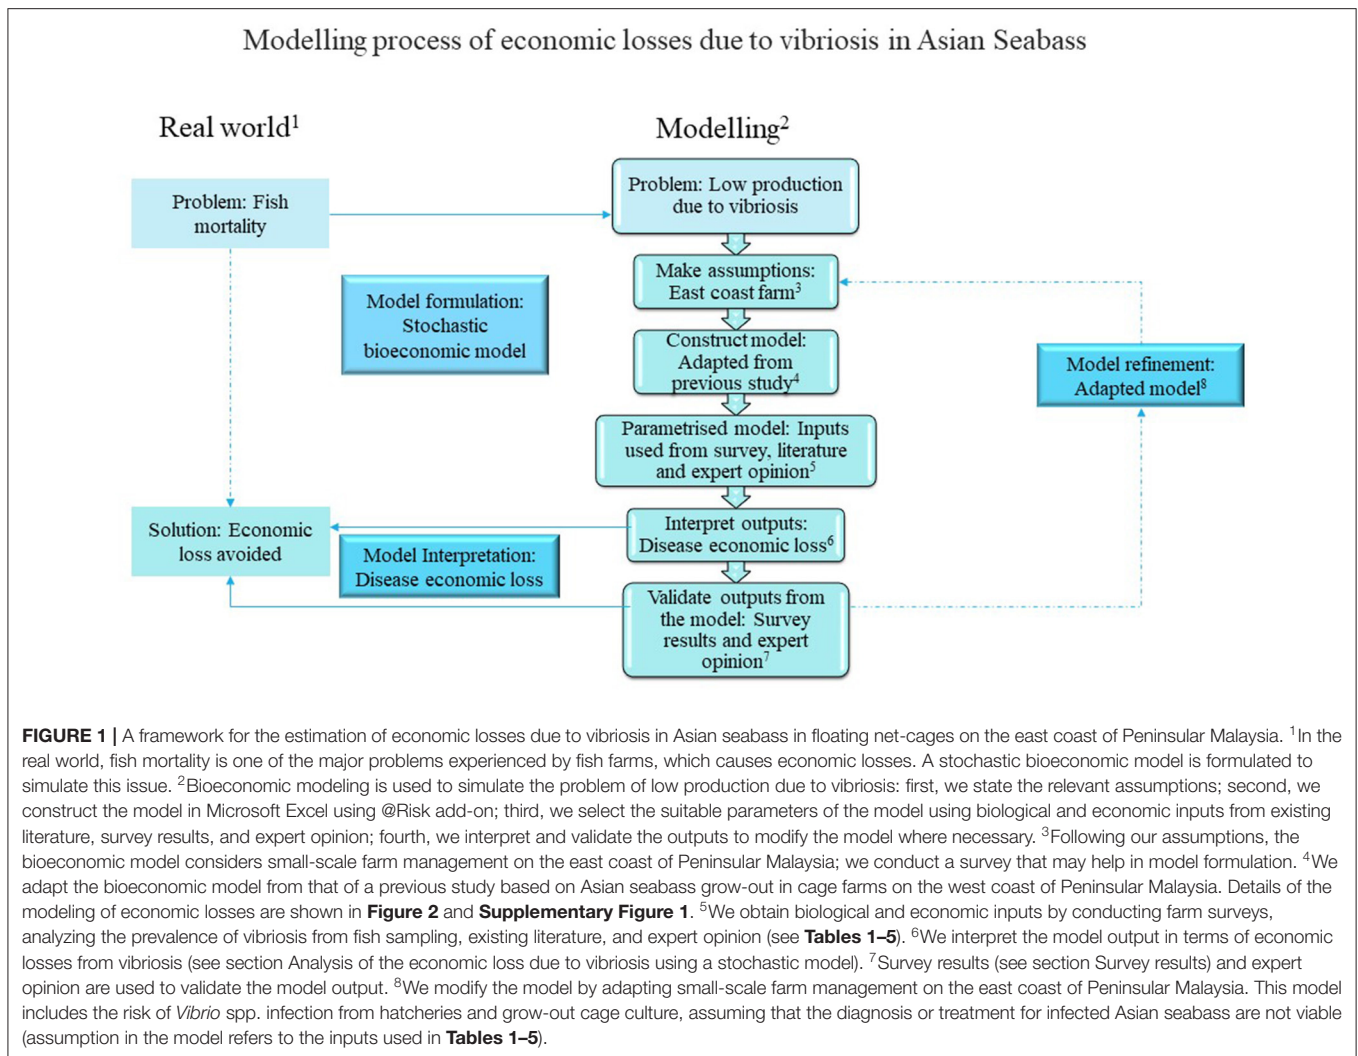 Modelling process of economic losses due to vibriosis in Asian Seabass
Real world¹
Modelling²
Problem: Fish
mortality
Problem: Low production
due to vibriosis
Make assumptions:
East coast farm³
Model formulation:
Stochastic
bioeconomic model
Construct model:
Adapted from
previous study⁴
Model refinement:
Adapted model⁸
Parametrised model: Inputs
used from survey, literature
and expert opinion⁵
Solution: Economic
loss avoided
Interpret outputs:
Disease economic loss⁶
Model Interpretation:
Disease economic loss
Validate outputs from
the model: Survey
results and expert
opinion⁷
FIGURE 1 | A framework for the estimation of economic losses due to vibriosis in Asian seabass in floating net-cages on the east coast of Peninsular Malaysia. ¹In the
real world, fish mortality is one of the major problems experienced by fish farms, which causes economic losses. A stochastic bioeconomic model is formulated to
simulate this issue. ²Bioeconomic modeling is used to simulate the problem of low production due to vibriosis: first, we state the relevant assumptions; second, we
construct the model in Microsoft Excel using @Risk add-on; third, we select the suitable parameters of the model using biological and economic inputs from existing
literature, survey results, and expert opinion; fourth, we interpret and validate the outputs to modify the model where necessary. ³Following our assumptions, the
bioeconomic model considers small-scale farm management on the east coast of Peninsular Malaysia; we conduct a survey that may help in model formulation. ⁴We
adapt the bioeconomic model from that of a previous study based on Asian seabass grow-out in cage farms on the west coast of Peninsular Malaysia. Details of the
modeling of economic losses are shown in Figure 2 and Supplementary Figure 1. ⁵We obtain biological and economic inputs by conducting farm surveys,
analyzing the prevalence of vibriosis from fish sampling, existing literature, and expert opinion (see Tables 1–5). ⁶We interpret the model output in terms of economic
losses from vibriosis (see section Analysis of the economic loss due to vibriosis using a stochastic model). ⁷Survey results (see section Survey results) and expert
opinion are used to validate the model output. ⁸We modify the model by adapting small-scale farm management on the east coast of Peninsular Malaysia. This model
includes the risk of Vibrio spp. infection from hatcheries and grow-out cage culture, assuming that the diagnosis or treatment for infected Asian seabass are not viable
(assumption in the model refers to the inputs used in Tables 1–5).